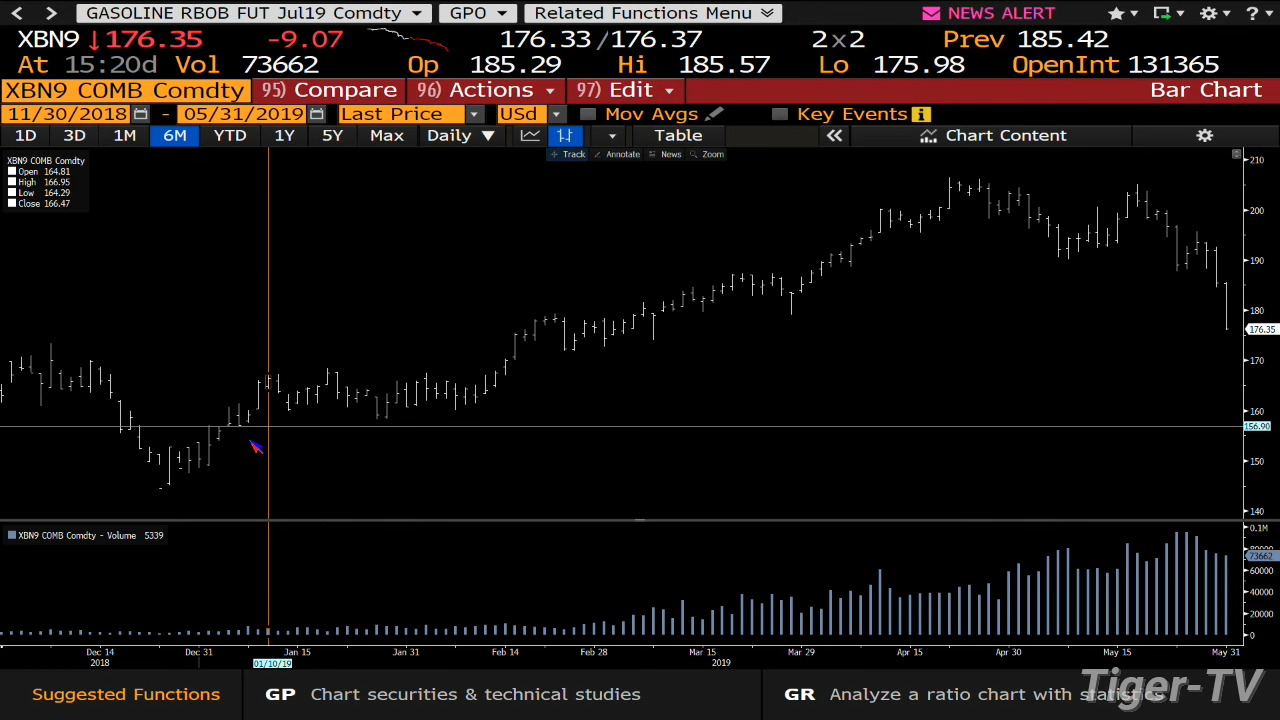 GASOLINE RBOB FUT Jul19 Comdty GPO Related Functions Menu NEWS ALERT ?
XBN9 ↓176.35 -9.07 176.33/176.37 2×2 Prev 185.42
At 15:20d Vol 73662 Op 185.29 Hi 185.57 Lo 175.98 OpenInt 131365
XBN9 COMB Comdty 95) Compare 96) Actions 97) Edit Bar Chart
11/30/2018 - 05/31/2019 Last Price USd Mov Avgs Key Events
1D 3D 1M 6M YTD 1Y 5Y Max Daily ▼ Table « Chart Content
Track Annotate News Zoom
XBN9 COMB Comdty
Open 164.81
High 166.95
Low 164.29
Close 166.47
210
200
190
180
176.35
170
160
156.90
150
140
XBN9 COMB Comdty - Volume 5339
0.1M
80000
73662
60000
40000
20000
0
Dec 14 Dec 31 Jan 15 Jan 31 Feb 14 Feb 28 Mar 15 Mar 29 Apr 15 Apr 30 May 15 May 31
2018 01/10/19 2019
Suggested Functions GP Chart securities & technical studies GR Analyze a ratio chart with statistics
Tiger-TV